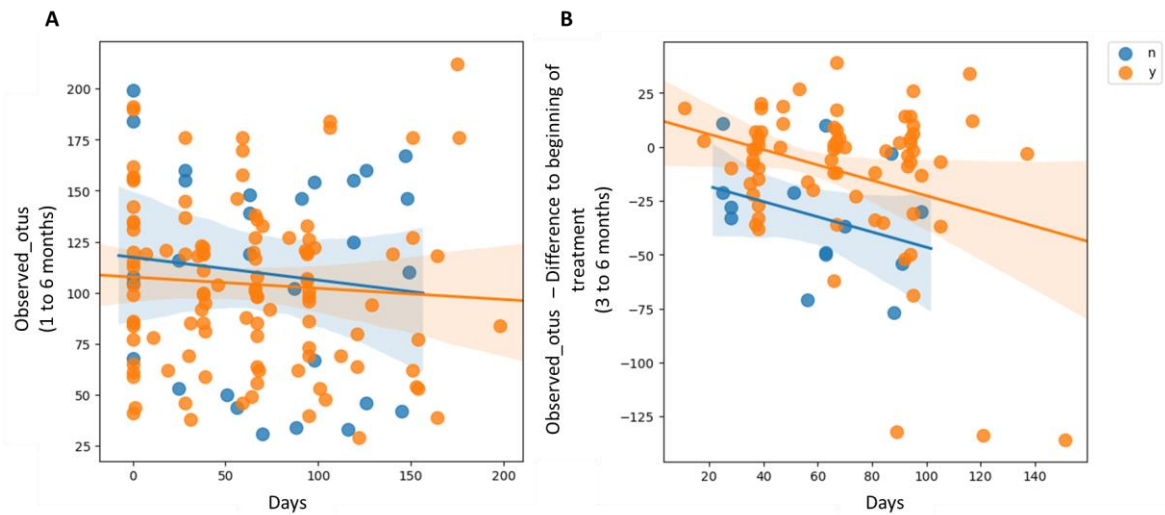 A
B
n
y
Observed_otus
(1 to 6 months)
200
175
150
125
100
75
50
25
0
50
100
150
200
Days
Observed_otus – Difference to beginning of
treatment
(3 to 6 months)
25
0
−25
−50
−75
−100
−125
20
40
60
80
100
120
140
Days